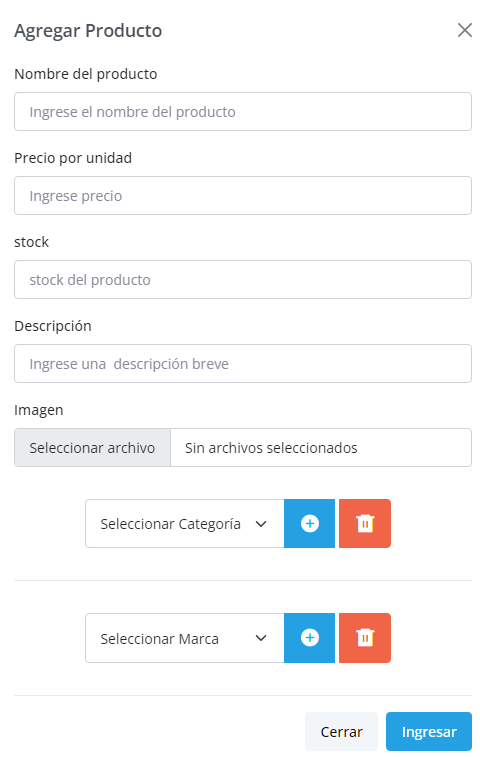 Agregar Producto
Nombre del producto
Ingrese el nombre del producto
Precio por unidad
Ingrese precio
stock
stock del producto
Descripción
Ingrese una  descripción breve
Imagen
Seleccionar archivo Sin archivos seleccionados
Seleccionar Categoría
Seleccionar Marca
Cerrar Ingresar